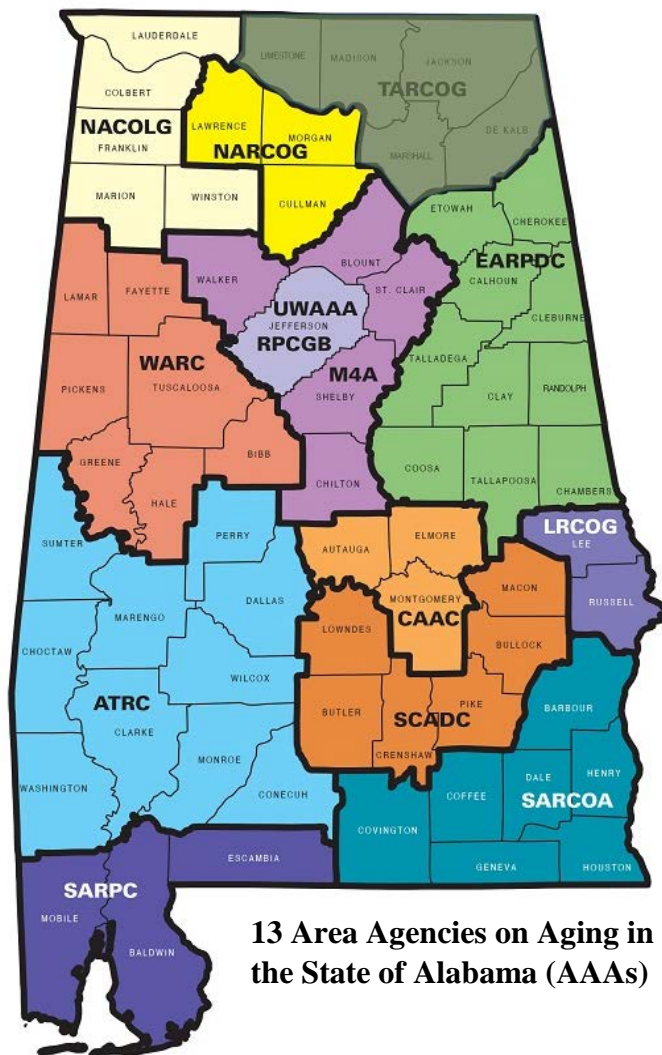 LAUDERDALE
LIMESTONE
MADISON
JACKSON
COLBERT
TARCOG
NACOLG
LAWRENCE
MORGAN
DE KALB
FRANKLIN
NARCOG
MARSHALL
MARION
WINSTON
CULLMAN
ETOWAH
CHEROKEE
BLOUNT
WALKER
EARPDC
CALHOUN
ST. CLAIR
LAMAR
FAYETTE
UWAAA
JEFFERSON
RPCGB
CLEBURNE
WARC
M4A
TALLADEGA
PICKENS
TUSCALOOSA
SHELBY
CLAY
RANDOLPH
BIBB
GREENE
HALE
CHILTON
COOSA
TALLAPOOSA
CHAMBERS
SUMTER
PERRY
AUTAUGA
ELMORE
LRCOG
LEE
MACON
MONTGOMERY
RUSSELL
MARENGO
DALLAS
CAAC
LOWNDES
CHOCTAW
BULLOCK
WILCOX
ATRC
BUTLER
PIKE
BARBOUR
CLARKE
SCADC
CRENSHAW
MONROE
DALE
HENRY
WASHINGTON
CONECUH
COFFEE
SARCOA
COVINGTON
ESCAMBIA
GENEVA
HOUSTON
SARPC
MOBILE
BALDWIN
13 Area Agencies on Aging in
the State of Alabama (AAAs)